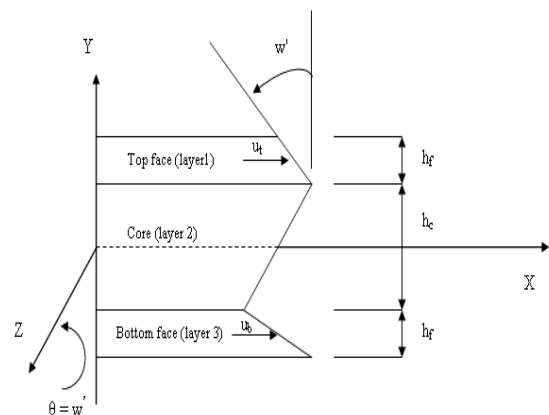 Y
w'
Top face (layer1)
u_t
h_f
Core (layer 2)
h_c
X
Z
Bottom face (layer 3)
u_b
h_f
θ = w'